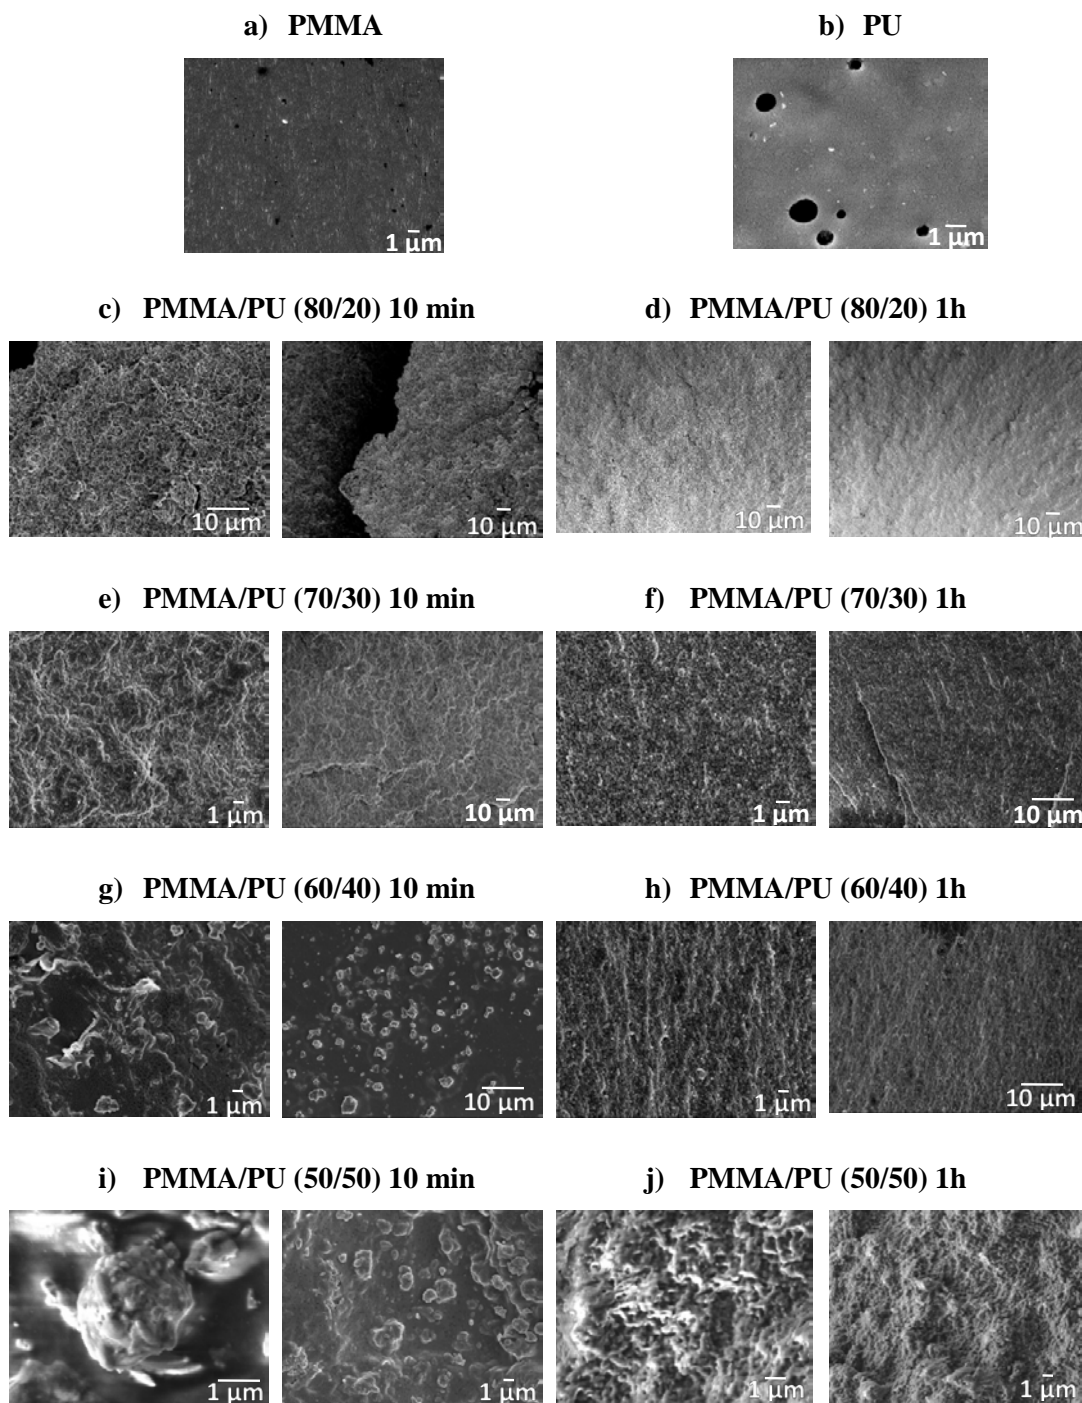 a) PMMA
b) PU
1 μm
1 μm
c) PMMA/PU (80/20) 10 min
d) PMMA/PU (80/20) 1h
10 μm
10 μm
10 μm
10 μm
e) PMMA/PU (70/30) 10 min
f) PMMA/PU (70/30) 1h
1 μm
10 μm
1 μm
10 μm
g) PMMA/PU (60/40) 10 min
h) PMMA/PU (60/40) 1h
1 μm
10 μm
1 μm
10 μm
i) PMMA/PU (50/50) 10 min
j) PMMA/PU (50/50) 1h
1 μm
1 μm
1 μm
1 μm